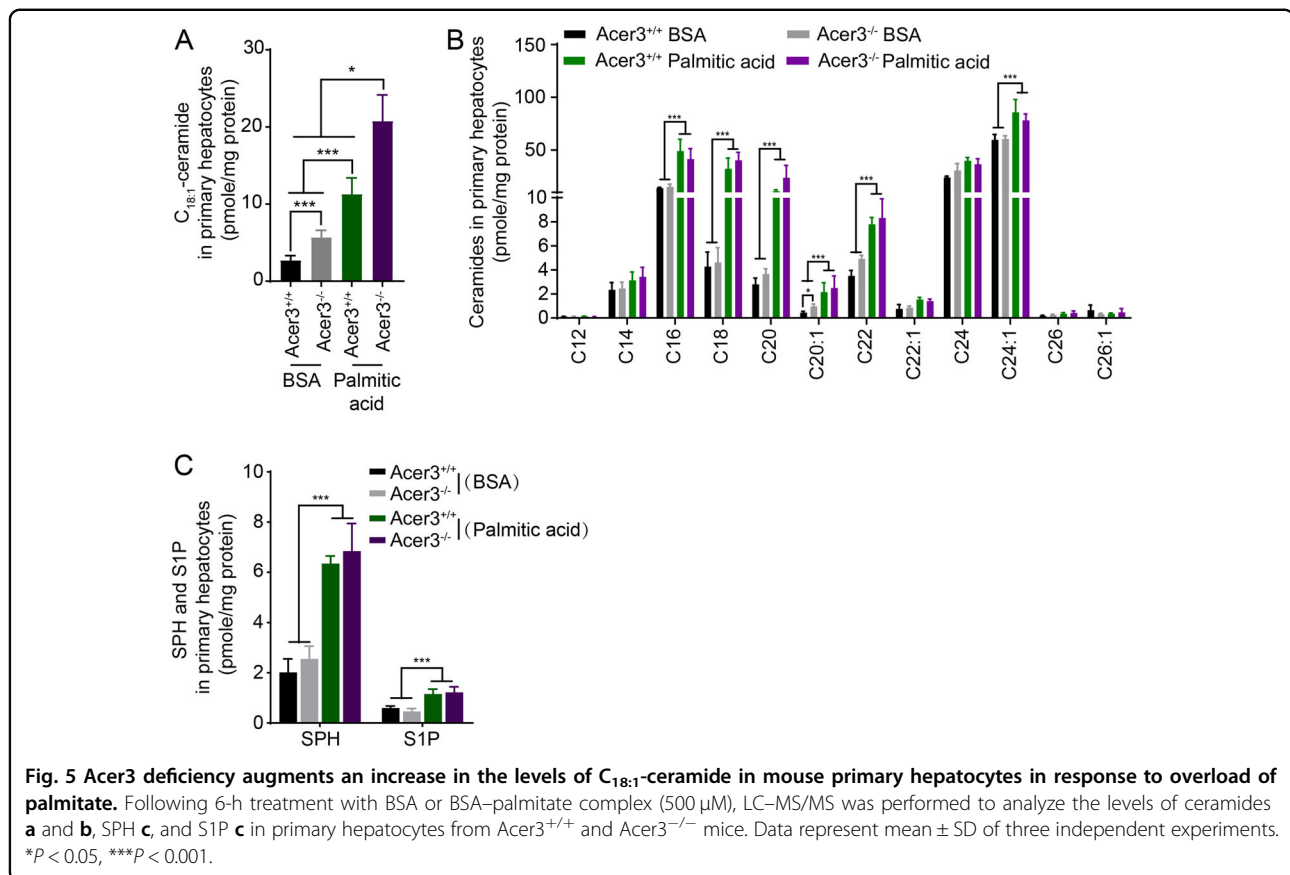 A
C18:1-ceramide
in primary hepatocytes
(pmole/mg protein)
30
20
10
0
*
***
***
Acer3+/+
Acer3-/-
Acer3+/+
Acer3-/-
BSA
Palmitic
acid
B
Acer3+/+ BSA
Acer3-/- BSA
Acer3+/+ Palmitic acid
Acer3-/- Palmitic acid
Ceramides in primary hepatocytes
(pmole/mg protein)
150
100
50
10
8
6
4
2
0
***
***
***
*
***
***
***
C12
C14
C16
C18
C20
C20:1
C22
C22:1
C24
C24:1
C26
C26:1
C
SPH and S1P
in primary hepatocytes
(pmole/mg protein)
10
8
6
4
2
0
***
***
Acer3+/+
Acer3-/-
(BSA)
Acer3+/+
Acer3-/-
(Palmitic acid)
SPH
S1P
Fig. 5 Acer3 deficiency augments an increase in the levels of C18:1-ceramide in mouse primary hepatocytes in response to overload of
palmitate. Following 6-h treatment with BSA or BSA–palmitate complex (500 μM), LC–MS/MS was performed to analyze the levels of ceramides
a and b, SPH c, and S1P c in primary hepatocytes from Acer3+/+ and Acer3−/− mice. Data represent mean ± SD of three independent experiments.
*P < 0.05, ***P < 0.001.